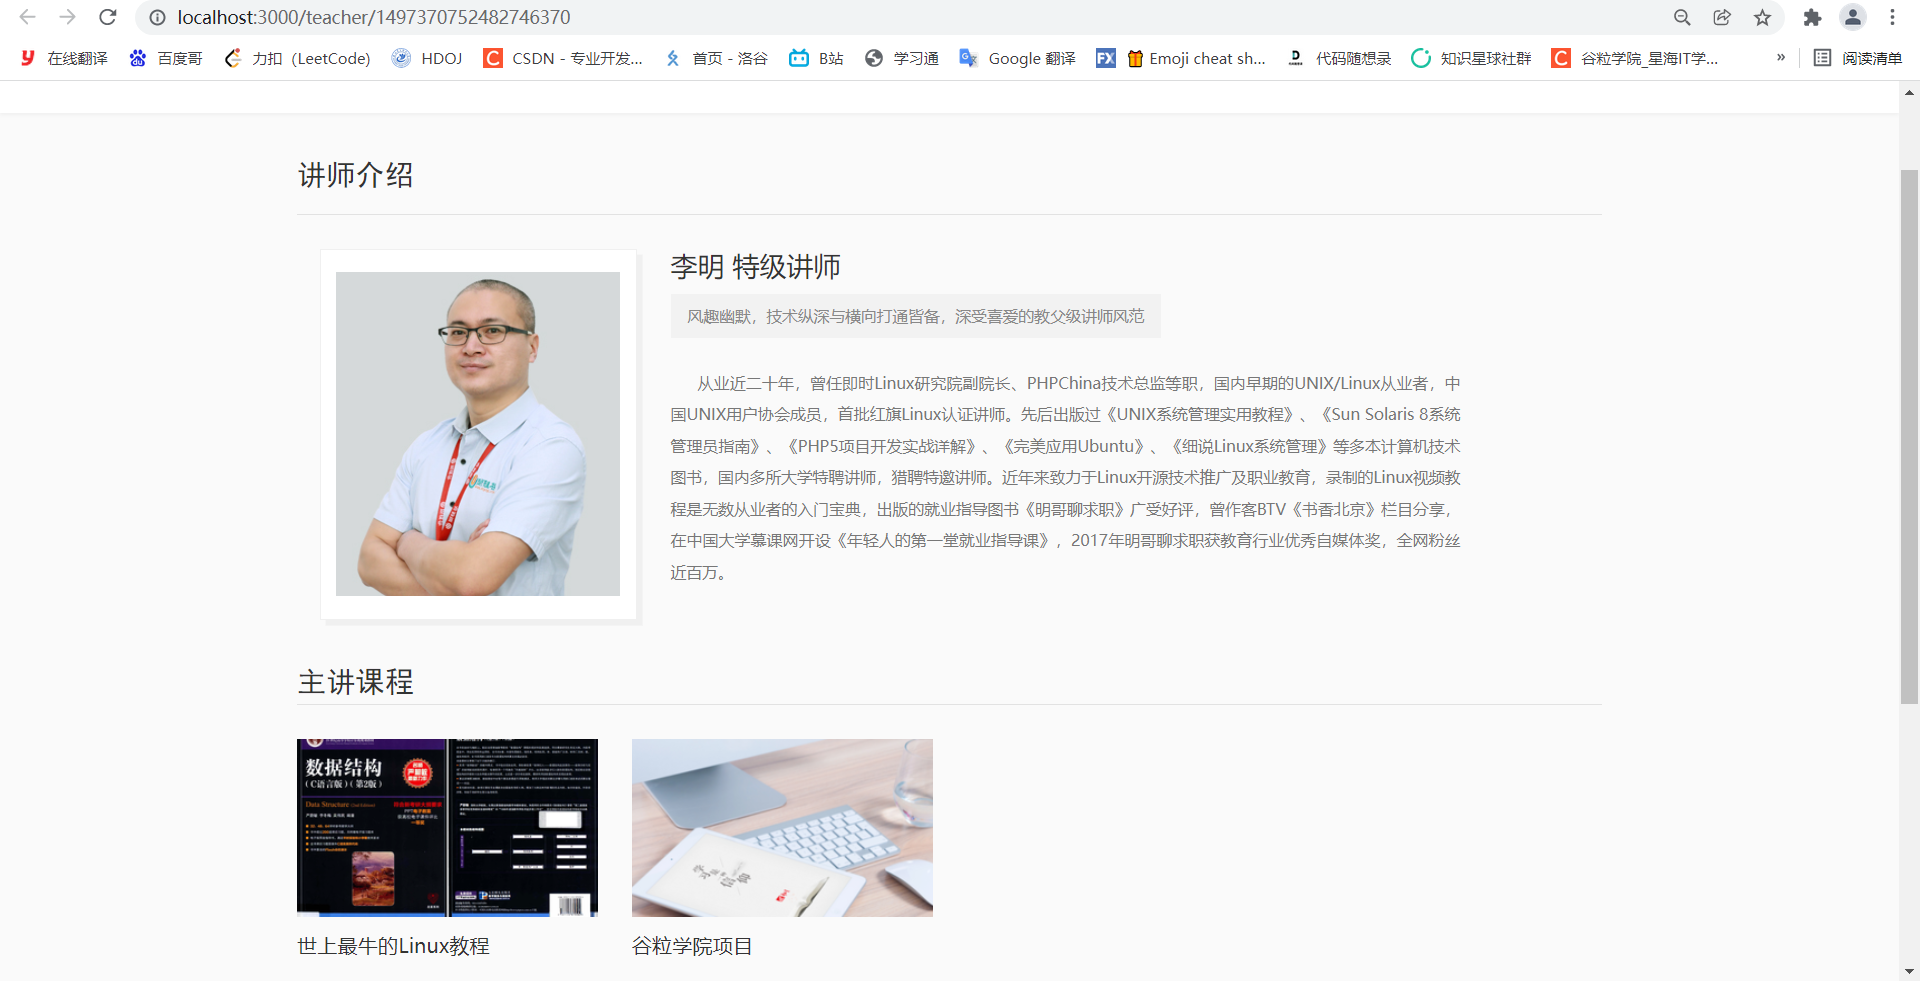 localhost:3000/teacher/1497370752482746370
在线翻译 百度哥 力扣（LeetCode) HDOJ CSDN - 专业开发... 首页 - 洛谷 B站 学习通 Google 翻译 FX Emoji cheat sh... 代码随想录 知识星球社群 谷粒学院_星海IT学... » 阅读清单
讲师介绍
李明 特级讲师
风趣幽默，技术纵深与横向打通皆备，深受喜爱的教父级讲师风范
从业近二十年，曾任即时Linux研究院副院长、PHPChina技术总监等职，国内早期的UNIX/Linux从业者，中
国UNIX用户协会成员，首批红旗Linux认证讲师。先后出版过《UNIX系统管理实用教程》、《Sun Solaris 8系统
管理员指南》、《PHP5项目开发实战详解》、《完美应用Ubuntu》、《细说Linux系统管理》等多本计算机技术
图书，国内多所大学特聘讲师，猎聘特邀讲师。近年来致力于Linux开源技术推广及职业教育，录制的Linux视频教
程是无数从业者的入门宝典，出版的就业指导图书《明哥聊求职》广受好评，曾作客BTV《书香北京》栏目分享，
在中国大学慕课网开设《年轻人的第一堂就业指导课》，2017年明哥聊求职获教育行业优秀自媒体奖，全网粉丝
近百万。
主讲课程
数据结构
（C语言版）（第2版）
Data Structure
世上最牛的Linux教程
谷粒学院项目